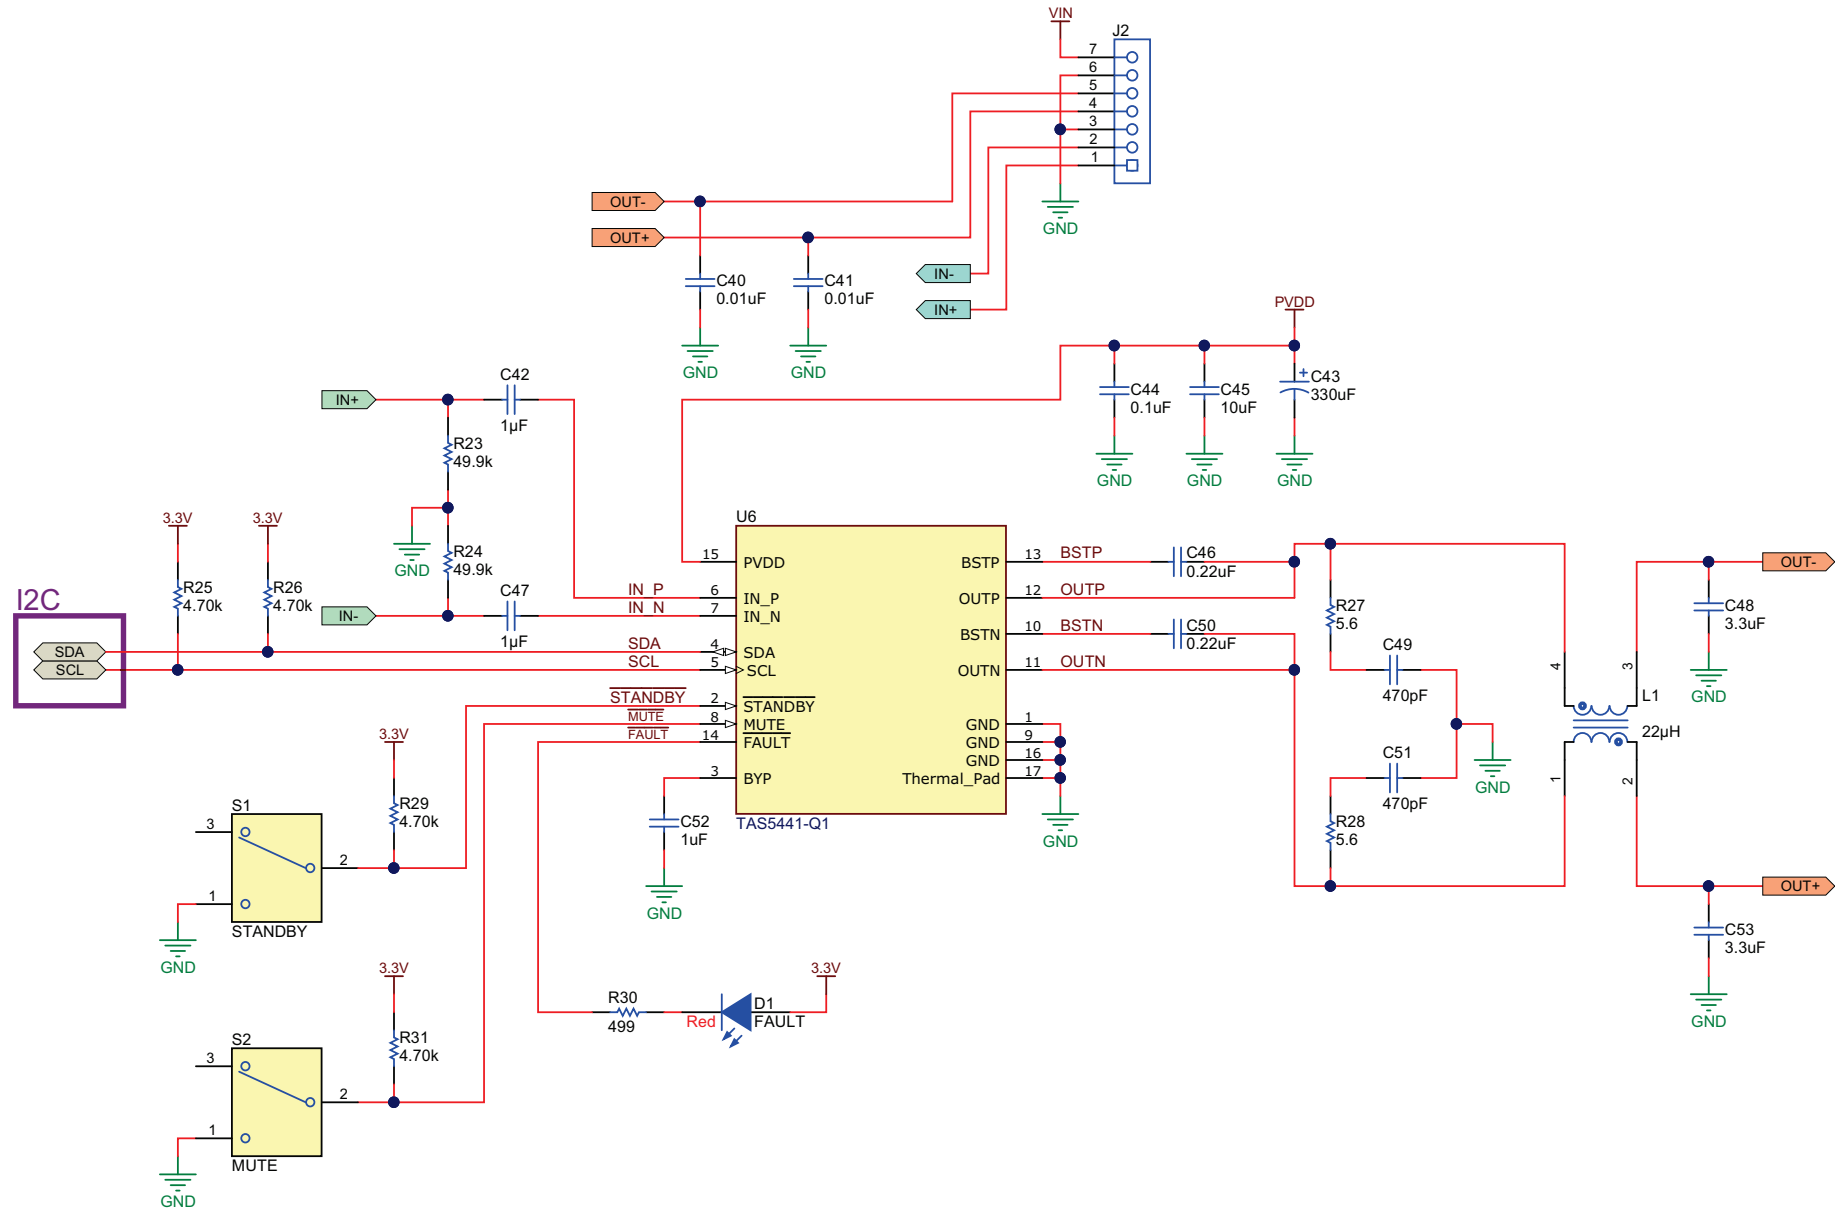 VIN
J2
7
6
5
4
3
2
1
GND
OUT-
OUT+
IN-
IN+
C40
0.01uF
GND
C41
0.01uF
GND
PVDD
C44
0.1uF
GND
C45
10uF
GND
+
C43
330uF
GND
IN+
C42
1µF
R23
49.9k
GND
R24
49.9k
IN-
C47
1µF
3.3V
R25
4.70k
3.3V
R26
4.70k
I2C
SDA
SCL
U6
15 PVDD
IN_P 6 IN_P
IN_N 7 IN_N
SDA 4 SDA
SCL 5 SCL
STANDBY 2 STANDBY
MUTE 8 MUTE
FAULT 14 FAULT
3 BYP
BSTP 13 BSTP
OUTP 12 OUTP
BSTN 10 BSTN
OUTN 11 OUTN
GND 1
GND 9
GND 16
Thermal_Pad 17
TAS5441-Q1
GND
C52
1uF
GND
C46
0.22uF
C50
0.22uF
R27
5.6
C49
470pF
C51
470pF
GND
R28
5.6
4
3
L1
22µH
1
2
OUT-
C48
3.3uF
GND
OUT+
C53
3.3uF
GND
3.3V
R29
4.70k
S1
3
2
1
STANDBY
GND
3.3V
R31
4.70k
S2
3
2
1
MUTE
GND
R30
499
Red
D1
FAULT
3.3V